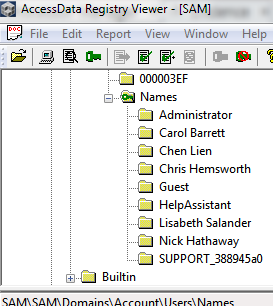 AccessData Registry Viewer - [SAM]
File Edit Report View Window Help
000003EF
Names
Administrator
Carol Barrett
Chen Lien
Chris Hemsworth
Guest
HelpAssistant
Lisabeth Salander
Nick Hathaway
SUPPORT_388945a0
Builtin
SAM\SAM\Domains\Account\Users\Names